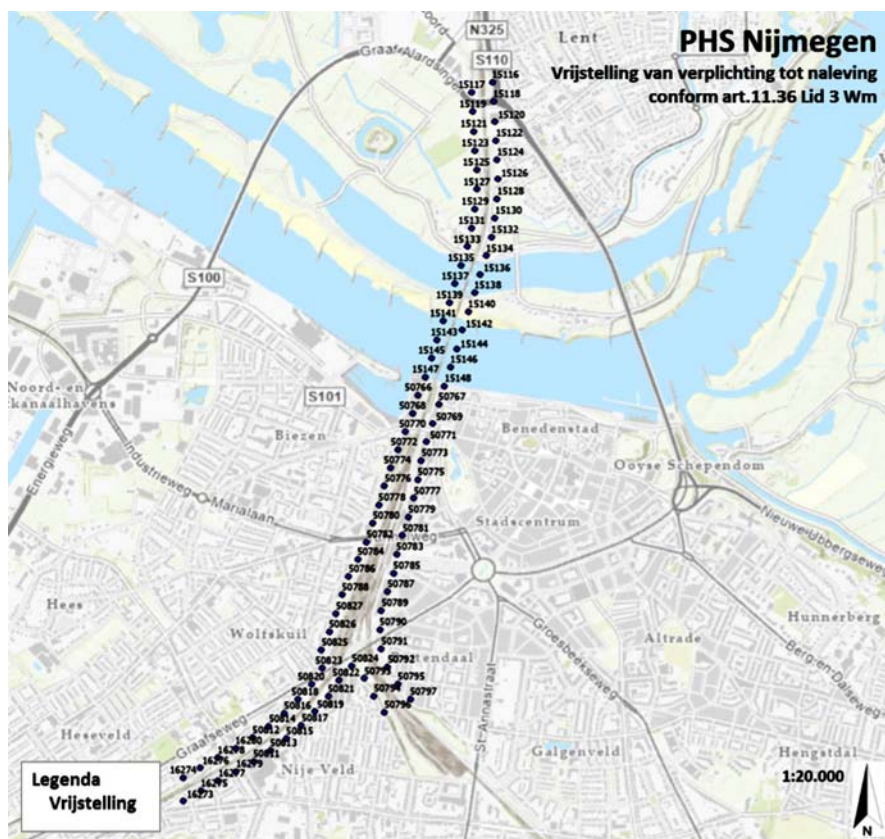 N325
Noord
Graaf Alardsingel
S110
Lent
PHS Nijmegen
Vrijstelling van verplichting tot naleving
conform art.11.36 Lid 3 Wm
15116
15117
15118
15119
15120
15121
15122
15123
15124
15125
15126
15127
15128
15129
15130
15131
15132
15133
15134
15135
15136
15137
15138
S100
15139
15140
15141
15142
15143
15144
15145
15146
15147
15148
Noord- en
50766
50767
S101
50768
50769
50770
50771
Biezen
Benedenstad
50772
50773
50774
50775
Ooyse Schependom
50776
50777
Energieweg
Industrieweg
50778
50779
Marialaan
50780
50781
Stadscentrum
Nieuwe Ubbergseweg
50782
50783
50784
50785
50786
50787
Hees
50788
50789
50827
50790
Hunnerberg
50826
Wolfskuil
Groesbeekseweg
Altrade
50825
50791
Berg en Dalseweg
50823
50824
50792
50820
50822
50793
50795
50818
50821
50794
50797
50816
50819
50796
St. Annastraat
50814
50817
Graafseweg
50812
50815
Heseveld
16280
50813
16278
50811
Galgenveld
Hengstdal
16276
16279
Nije Veld
16274
16277
16275
16273
Legenda
Vrijstelling
1:20.000
N